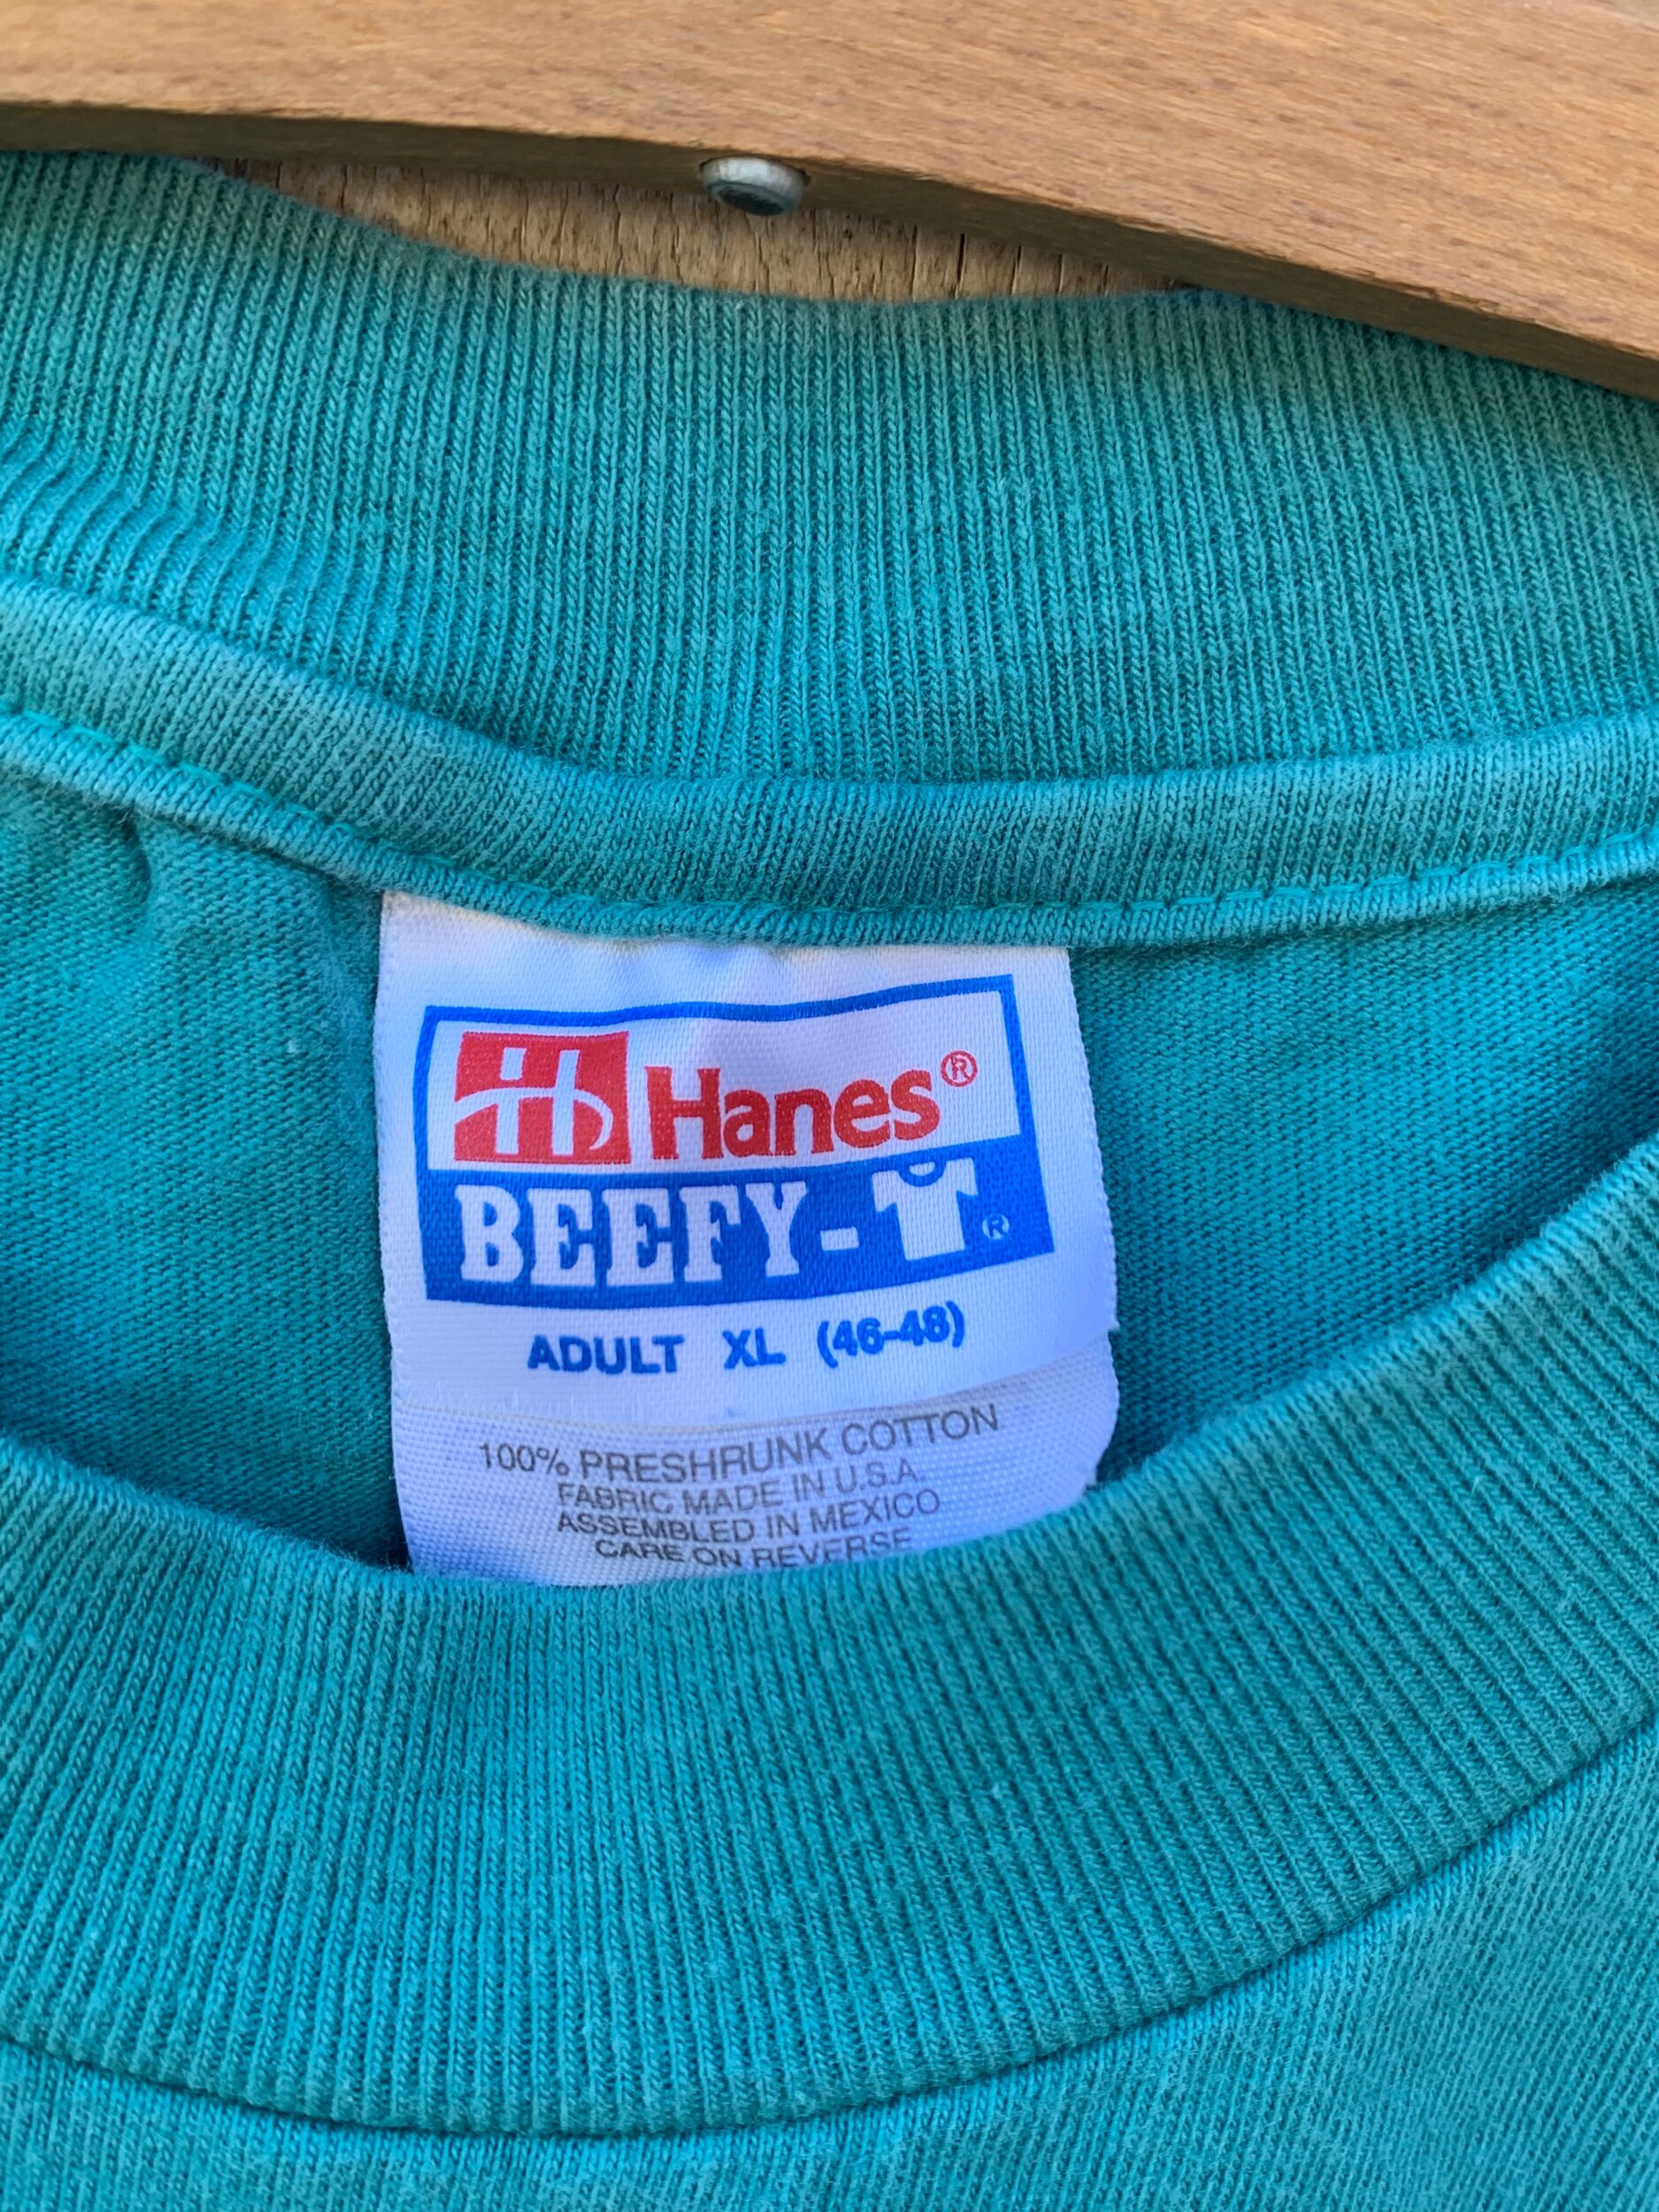 H Hanes®
BEEFY-T®
ADULT XL (46-48)
100% PRESHRUNK COTTON
FABRIC MADE IN U.S.A.
ASSEMBLED IN MEXICO
CARE ON REVERSE